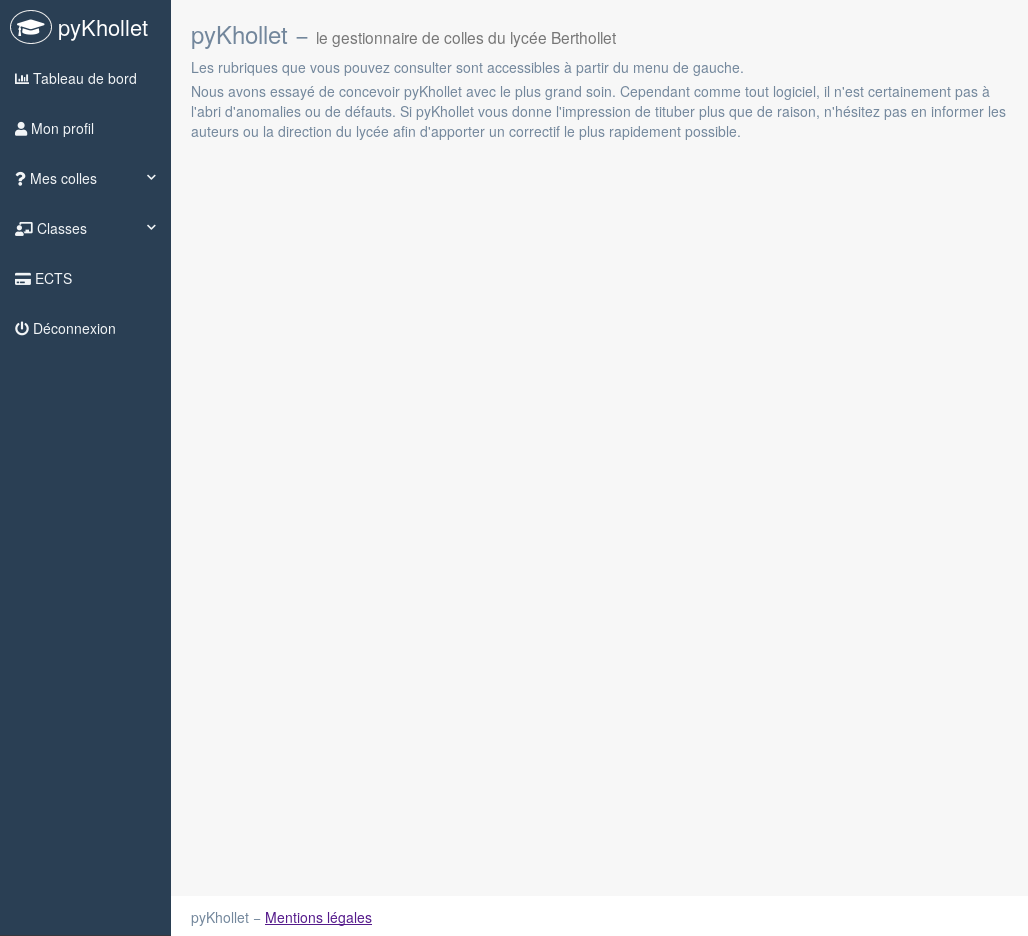 pyKhollet
Tableau de bord
Mon profil
Mes colles
Classes
ECTS
Déconnexion
pyKhollet – le gestionnaire de colles du lycée Berthollet
Les rubriques que vous pouvez consulter sont accessibles à partir du menu de gauche.
Nous avons essayé de concevoir pyKhollet avec le plus grand soin. Cependant comme tout logiciel, il n'est certainement pas à
l'abri d'anomalies ou de défauts. Si pyKhollet vous donne l'impression de tituber plus que de raison, n'hésitez pas en informer les
auteurs ou la direction du lycée afin d'apporter un correctif le plus rapidement possible.
pyKhollet – Mentions légales